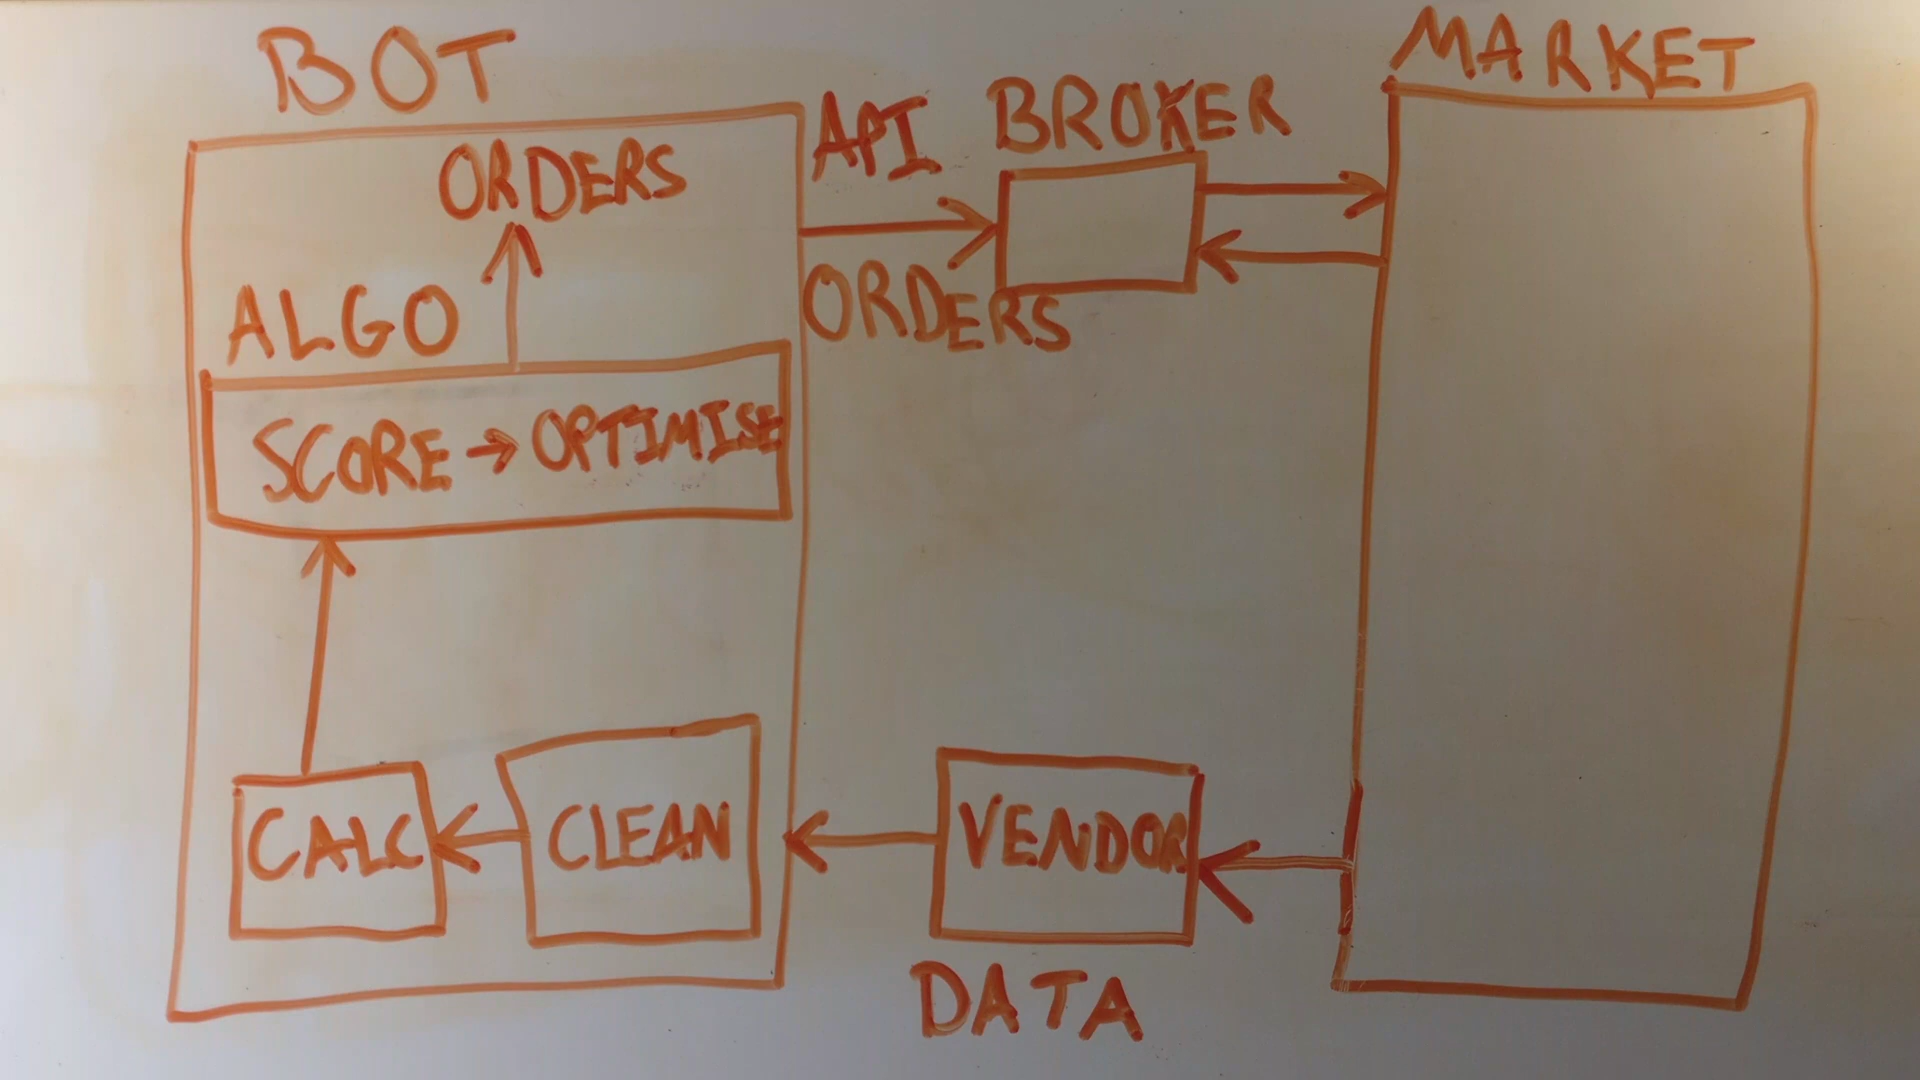 BOT
MARKET
API
BROKER
ORDERS
ALGO
ORDERS
SCORE → OPTIMISE
CALC
CLEAN
VENDOR
DATA